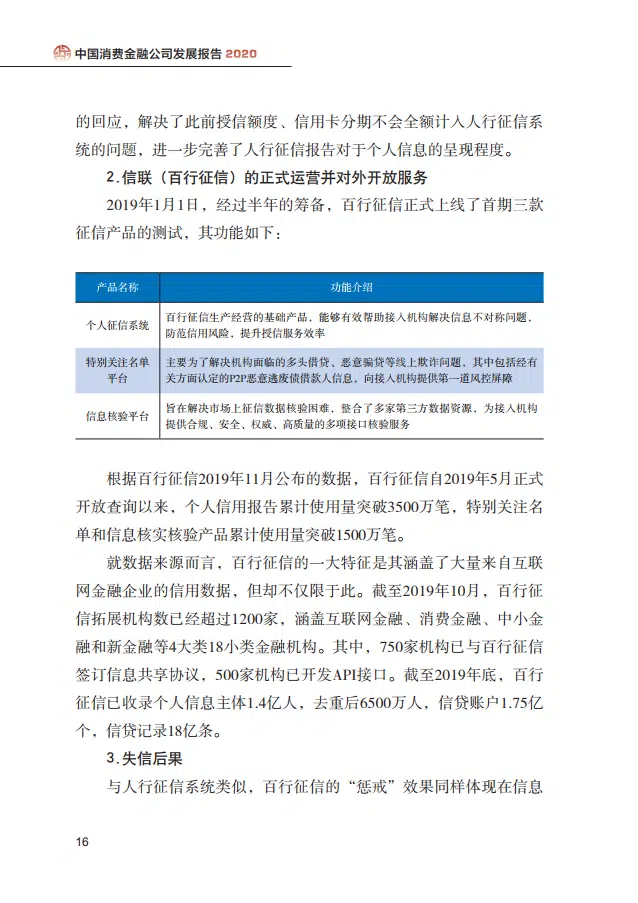 中国消费金融公司发展报告 2020
的回应，解决了此前授信额度、信用卡分期不会全额计入人行征信系
统的问题，进一步完善了人行征信报告对于个人信息的呈现程度。
2.信联（百行征信）的正式运营并对外开放服务
2019年1月1日，经过半年的筹备，百行征信正式上线了首期三款
征信产品的测试，其功能如下：
产品名称 功能介绍
个人征信系统
百行征信生产经营的基础产品，能够有效帮助接入机构解决信息不对称问题，
防范信用风险，提升授信服务效率
特别关注名单
平台
主要为了解决机构面临的多头借贷、恶意骗贷等线上欺诈问题，其中包括经有
关方面认定的P2P恶意逃废债借款人信息，向接入机构提供第一道风控屏障
信息核验平台
旨在解决市场上征信数据核验困难，整合了多家第三方数据资源，为接入机构
提供合规、安全、权威、高质量的多项接口核验服务
根据百行征信2019年11月公布的数据，百行征信自2019年5月正式
开放查询以来，个人信用报告累计使用量突破3500万笔，特别关注名
单和信息核实核验产品累计使用量突破1500万笔。
就数据来源而言，百行征信的一大特征是其涵盖了大量来自互联
网金融企业的信用数据，但却不仅限于此。截至2019年10月，百行征
信拓展机构数已经超过1200家，涵盖互联网金融、消费金融、中小金
融和新金融等4大类18小类金融机构。其中，750家机构已与百行征信
签订信息共享协议，500家机构已开发API接口。截至2019年底，百行
征信已收录个人信息主体1.4亿人，去重后6500万人，信贷账户1.75亿
个，信贷记录18亿条。
3.失信后果
与人行征信系统类似，百行征信的“惩戒”效果同样体现在信息
16